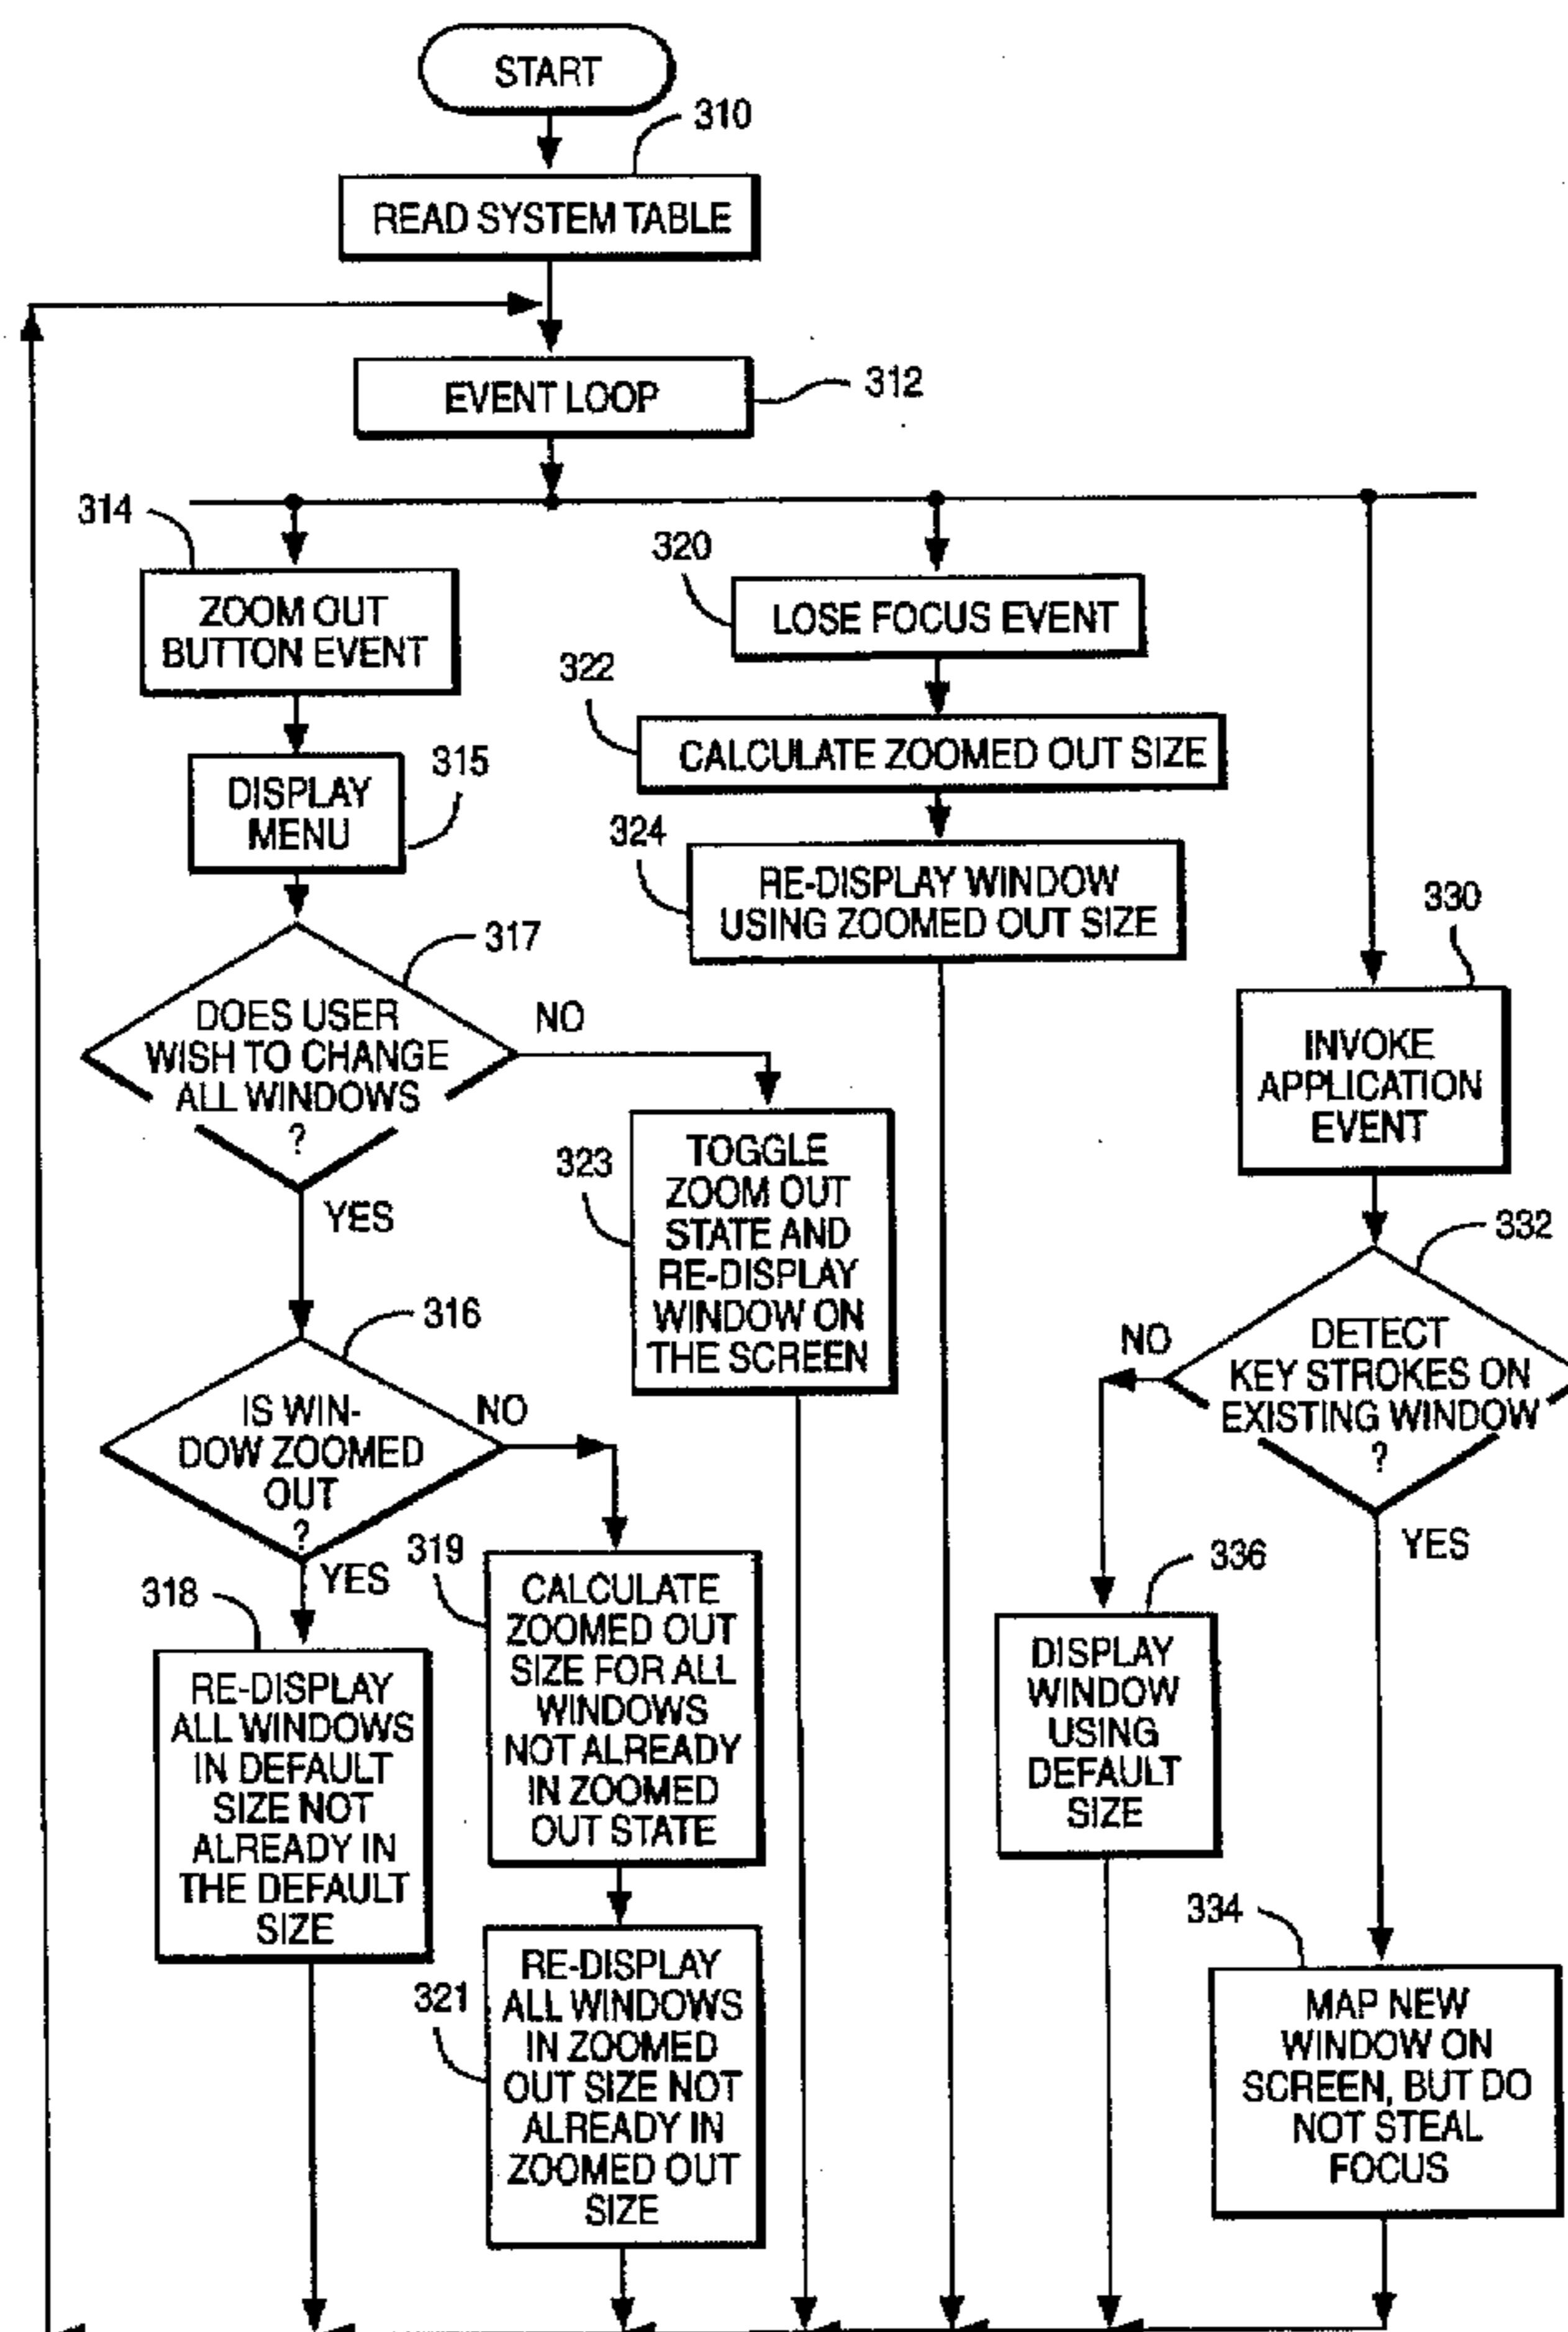 START
310
READ SYSTEM TABLE
EVENT LOOP
312
314
ZOOM OUT
BUTTON EVENT
DISPLAY
MENU
315
317
DOES USER
WISH TO CHANGE
ALL WINDOWS
?
NO
YES
323
TOGGLE
ZOOM OUT
STATE AND
RE-DISPLAY
WINDOW ON
THE SCREEN
316
IS WIN-
DOW ZOOMED
OUT
?
NO
YES
318
RE-DISPLAY
ALL WINDOWS
IN DEFAULT
SIZE NOT
ALREADY IN
THE DEFAULT
SIZE
319
CALCULATE
ZOOMED OUT
SIZE FOR ALL
WINDOWS
NOT ALREADY
IN ZOOMED
OUT STATE
321
RE-DISPLAY
ALL WINDOWS
IN ZOOMED
OUT SIZE NOT
ALREADY IN
ZOOMED OUT
SIZE
320
LOSE FOCUS EVENT
322
CALCULATE ZOOMED OUT SIZE
324
RE-DISPLAY WINDOW
USING ZOOMED OUT SIZE
330
INVOKE
APPLICATION
EVENT
332
DETECT
KEY STROKES ON
EXISTING WINDOW
?
NO
YES
336
DISPLAY
WINDOW
USING
DEFAULT
SIZE
334
MAP NEW
WINDOW ON
SCREEN, BUT DO
NOT STEAL
FOCUS